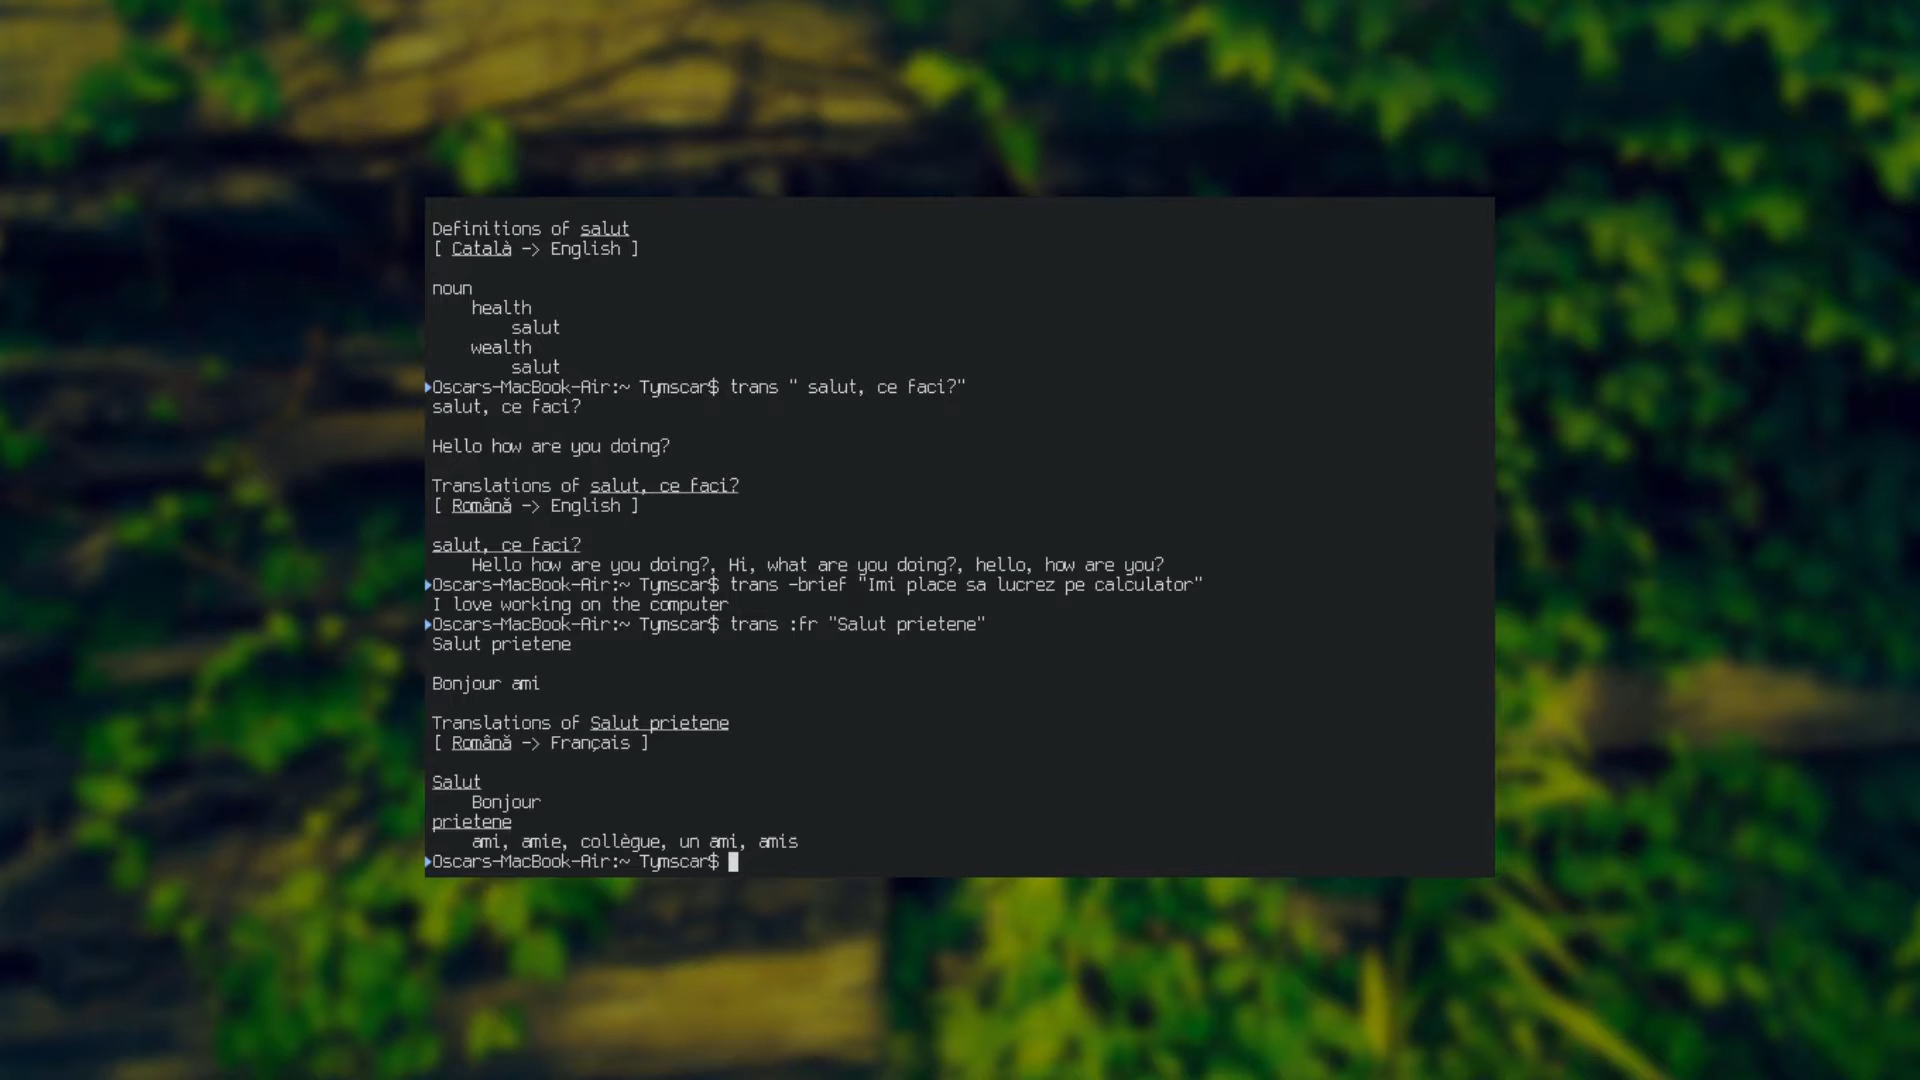 Definitions of salut
[ Català -> English ]
noun
health
salut
wealth
salut
Oscars-MacBook-Air:~ Tymscar$ trans " salut, ce faci?"
salut, ce faci?
Hello how are you doing?
Translations of salut, ce faci?
[ Română -> English ]
salut, ce faci?
Hello how are you doing?, Hi, what are you doing?, hello, how are you?
Oscars-MacBook-Air:~ Tymscar$ trans -brief "Imi place sa lucrez pe calculator"
I love working on the computer
Oscars-MacBook-Air:~ Tymscar$ trans :fr "Salut prietene"
Salut prietene
Bonjour ami
Translations of Salut prietene
[ Română -> Français ]
Salut
Bonjour
prietene
ami, amie, collègue, un ami, amis
Oscars-MacBook-Air:~ Tymscar$